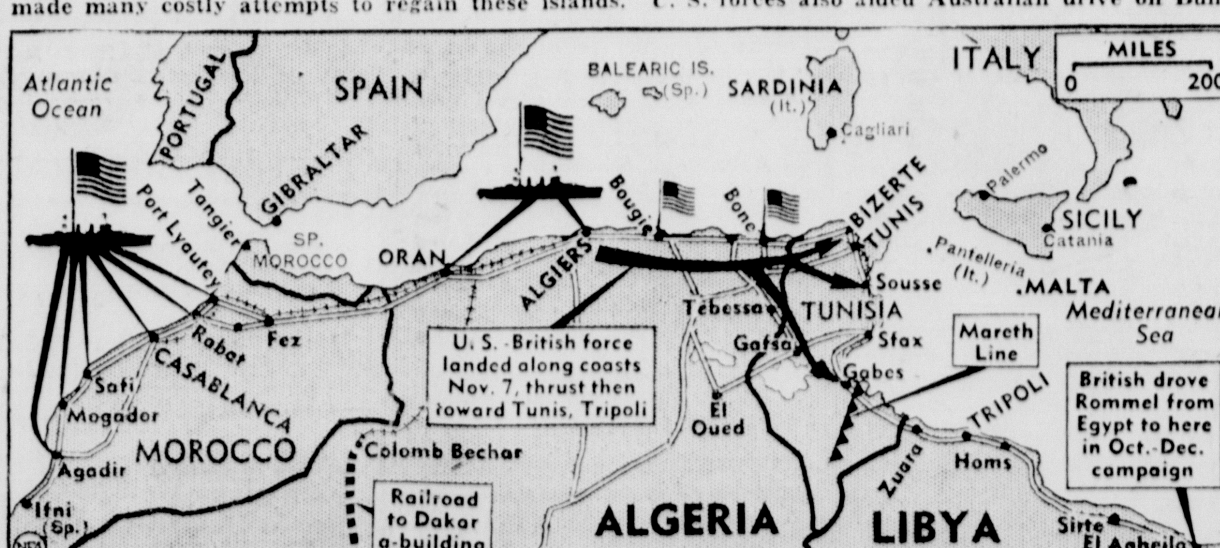 made many costly attempts to regain these islands. U. S. forces also aided Australian drive on
Atlantic
Ocean
PORTUGAL
SPAIN
BALEARIC IS.
(Sp.)
SARDINIA
(It.)
Cagliari
ITALY
MILES
0 200
GIBRALTAR
Port Lyautey
Tangier
SP.
MOROCCO
ORAN
ALGIERS
Bougie
Bone
BIZERTE
TUNIS
Palermo
SICILY
Catania
Pantelleria
(It.)
MALTA
Mediterranean
Sea
Sousse
Tebessa
TUNISIA
Gafsa
Sfax
Gabes
Mareth
Line
Rabat
Fez
CASABLANCA
Safi
Mogador
MOROCCO
Agadir
Ifni
(Sp.)
NEA
U. S. - British force
landed along coasts
Nov. 7, thrust then
toward Tunis, Tripoli
El
Oued
TRIPOLI
British drove
Rommel from
Egypt to here
in Oct.-Dec.
campaign
Colomb Bechar
Railroad
to Dakar
a-building
ALGERIA
LIBYA
Zuara
Homs
Sirte
El Agheila